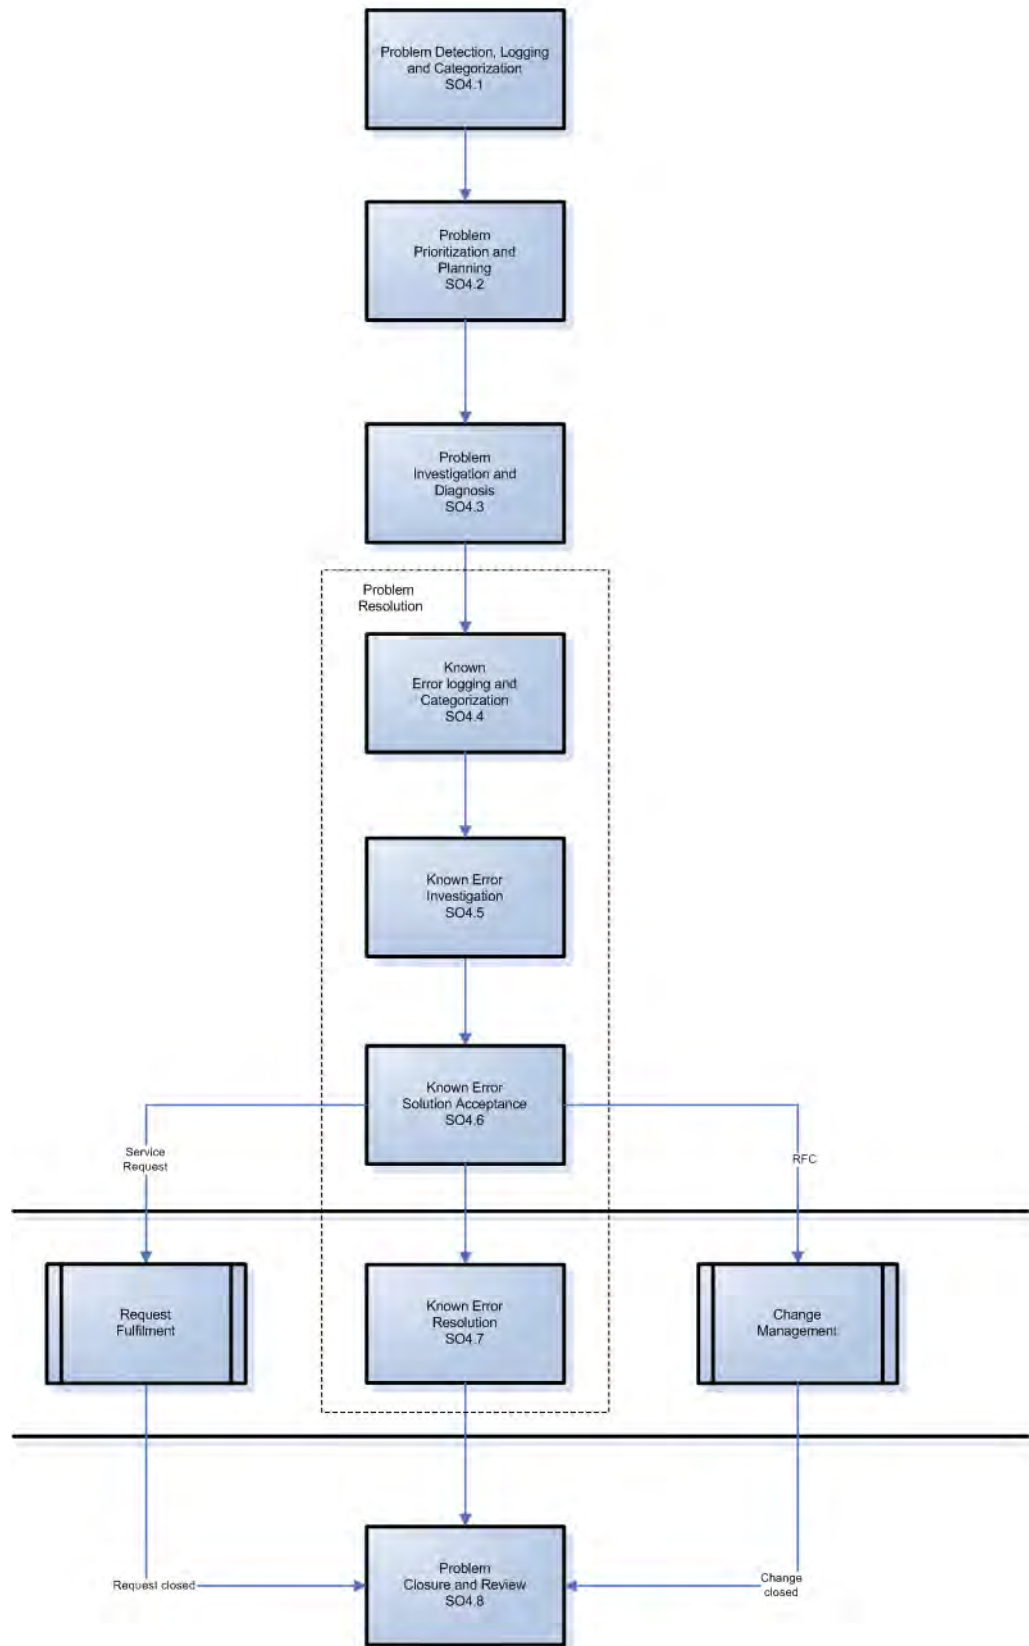 Problem Detection, Logging
and Categorization
SO4.1
Problem
Prioritization and
Planning
SO4.2
Problem
Investigation and
Diagnosis
SO4.3
Problem
Resolution
Known
Error logging and
Categorization
SO4.4
Known Error
Investigation
SO4.5
Known Error
Solution Acceptance
SO4.6
Service
Request
RFC
Request
Fulfilment
Known Error
Resolution
SO4.7
Change
Management
Request closed
Problem
Closure and Review
SO4.8
Change
closed